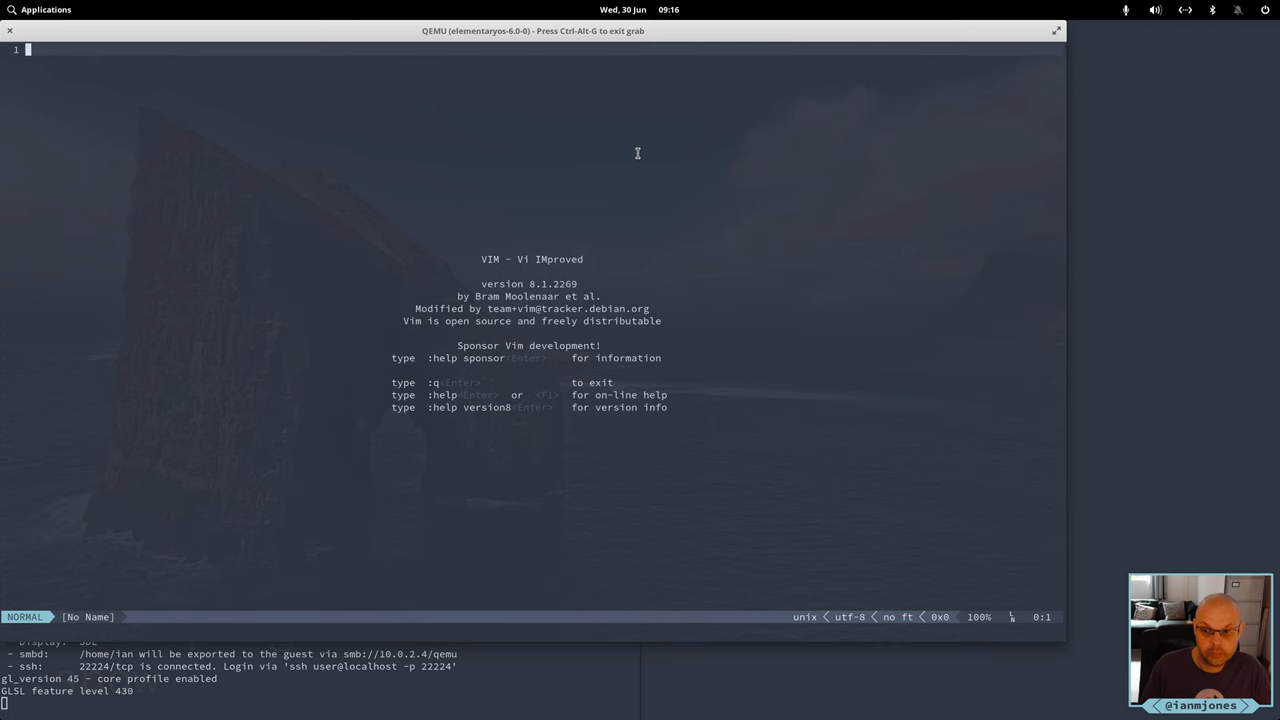 Applications
Wed, 30 Jun 09:16
QEMU (elementaryos-6.0-0) - Press Ctrl-Alt-G to exit grab
1
VIM - Vi IMproved
version 8.1.2269
by Bram Moolenaar et al.
Modified by team+vim@tracker.debian.org
Vim is open source and freely distributable
Sponsor Vim development!
type :help sponsor<Enter> for information
type :q<Enter> to exit
type :help<Enter> or <F1> for on-line help
type :help version8<Enter> for version info
NORMAL [No Name] unix utf-8 no ft 0x0 100% 0:1
- smbd: /home/ian will be exported to the guest via smb://10.0.2.4/qemu
- ssh: 22224/tcp is connected. Login via 'ssh user@localhost -p 22224'
gl_version 45 - core profile enabled
GLSL feature level 430
@ianmjones